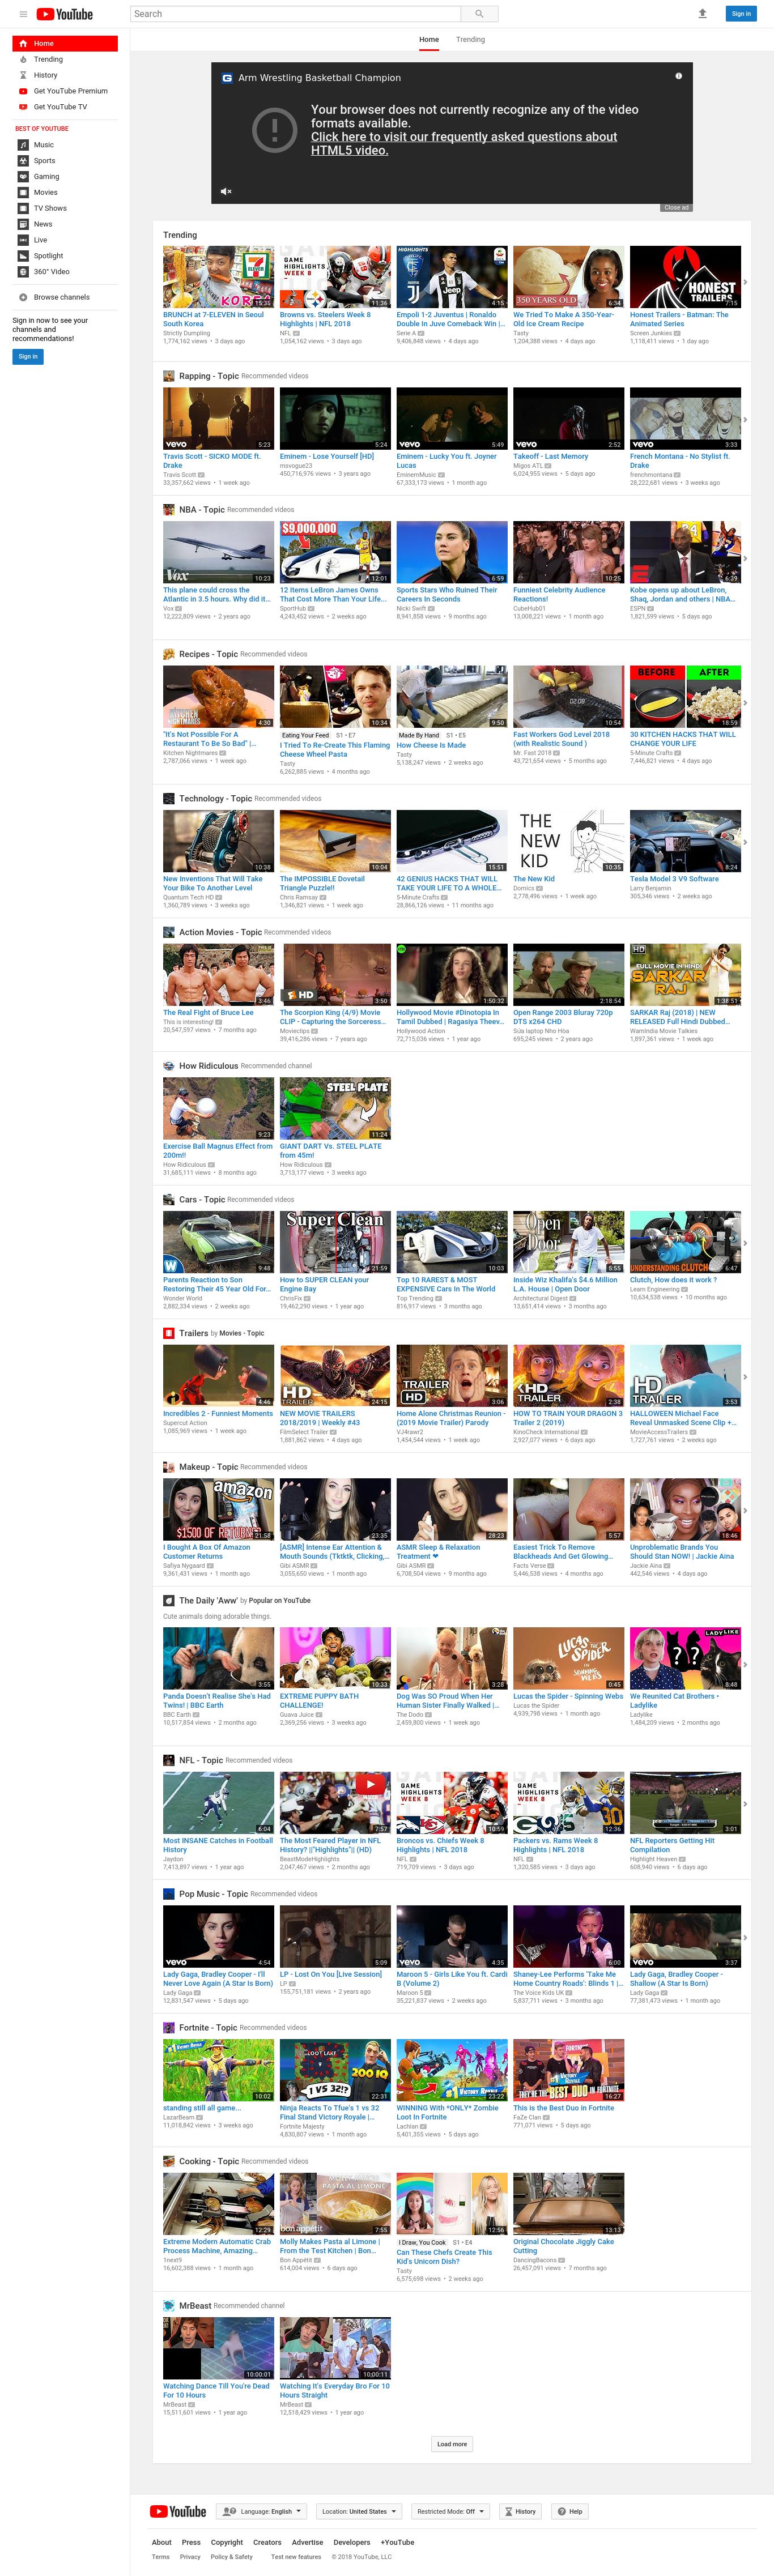 YouTube
Search
Sign in
Home
Trending
History
Get YouTube Premium
Get YouTube TV
BEST OF YOUTUBE
Music
Sports
Gaming
Movies
TV Shows
News
Live
Spotlight
360° Video
Browse channels
Sign in now to see your
channels and
recommendations!
Sign in
Home Trending
Arm Wrestling Basketball Champion
Your browser does not currently recognize any of the video
formats available.
Click here to visit our frequently asked questions about
HTML5 video.
Close ad
Trending
BRUNCH at 7-ELEVEN in Seoul
South Korea
Strictly Dumpling
1,774,162 views • 3 days ago
Browns vs. Steelers Week 8
Highlights | NFL 2018
NFL
1,054,162 views • 3 days ago
Empoli 1-2 Juventus | Ronaldo
Double In Juve Comeback Win |...
Serie A
9,406,848 views • 4 days ago
We Tried To Make A 350-Year-
Old Ice Cream Recipe
Tasty
1,204,388 views • 4 days ago
Honest Trailers - Batman: The
Animated Series
Screen Junkies
1,118,411 views • 1 day ago
Rapping - Topic Recommended videos
Travis Scott - SICKO MODE ft.
Drake
Travis Scott
33,357,662 views • 1 week ago
Eminem - Lose Yourself [HD]
msvogue23
450,716,976 views • 3 years ago
Eminem - Lucky You ft. Joyner
Lucas
EminemMusic
67,333,173 views • 1 month ago
Takeoff - Last Memory
Migos ATL
6,024,955 views • 5 days ago
French Montana - No Stylist ft.
Drake
frenchmontana
28,222,681 views • 3 weeks ago
NBA - Topic Recommended videos
This plane could cross the
Atlantic in 3.5 hours. Why did it...
Vox
12,222,809 views • 2 years ago
12 items LeBron James Owns
That Cost More Than Your Life...
SportHub
4,243,452 views • 2 weeks ago
Sports Stars Who Ruined Their
Careers In Seconds
Nicki Swift
8,941,858 views • 9 months ago
Funniest Celebrity Audience
Reactions!
CubeHub01
13,008,221 views • 1 month ago
Kobe opens up about LeBron,
Shaq, Jordan and others | NBA...
ESPN
1,821,599 views • 5 days ago
Recipes - Topic Recommended videos
"It's Not Possible For A
Restaurant To Be So Bad" |...
Kitchen Nightmares
2,787,066 views • 1 week ago
Eating Your Feed S1 • E7
I Tried To Re-Create This Flaming
Cheese Wheel Pasta
Tasty
6,262,885 views • 4 months ago
Made By Hand S1 • E5
How Cheese Is Made
Tasty
5,138,247 views • 2 weeks ago
Fast Workers God Level 2018
(with Realistic Sound )
Mr. Fast 2018
43,721,654 views • 5 months ago
30 KITCHEN HACKS THAT WILL
CHANGE YOUR LIFE
5-Minute Crafts
7,446,821 views • 4 days ago
Technology - Topic Recommended videos
New Inventions That Will Take
Your Bike To Another Level
Quantum Tech HD
1,360,789 views • 3 weeks ago
The IMPOSSIBLE Dovetail
Triangle Puzzle!!
Chris Ramsay
1,346,821 views • 1 week ago
42 GENIUS HACKS THAT WILL
TAKE YOUR LIFE TO A WHOLE...
5-Minute Crafts
28,866,126 views • 11 months ago
The New Kid
Domics
2,778,496 views • 1 week ago
Tesla Model 3 V9 Software
Larry Benjamin
305,346 views • 2 weeks ago
Action Movies - Topic Recommended videos
The Real Fight of Bruce Lee
This is interesting!
20,547,597 views • 7 months ago
The Scorpion King (4/9) Movie
CLIP - Capturing the Sorceress...
Movieclips
39,416,286 views • 7 years ago
Hollywood Movie #Dinotopia In
Tamil Dubbed | Ragasiya Theev...
Hollywood Action
72,715,036 views • 1 year ago
Open Range 2003 Bluray 720p
DTS x264 CHD
Sửa laptop Nho Hoa
695,245 views • 2 years ago
SARKAR Raj (2018) | NEW
RELEASED Full Hindi Dubbed...
WamIndia Movie Talkies
1,897,361 views • 1 week ago
How Ridiculous Recommended channel
Exercise Ball Magnus Effect from
200m!!
How Ridiculous
31,685,111 views • 8 months ago
GIANT DART Vs. STEEL PLATE
from 45m!
How Ridiculous
3,713,177 views • 3 weeks ago
Cars - Topic Recommended videos
Parents Reaction to Son
Restoring Their 45 Year Old For...
Wonder World
2,882,334 views • 2 weeks ago
How to SUPER CLEAN your
Engine Bay
ChrisFix
19,462,290 views • 1 year ago
Top 10 RAREST & MOST
EXPENSIVE Cars In The World
Top Trending
816,917 views • 3 months ago
Inside Wiz Khalifa's $4.6 Million
L.A. House | Open Door
Architectural Digest
13,651,414 views • 3 months ago
Clutch, How does it work ?
Learn Engineering
10,634,538 views • 10 months ago
Trailers by Movies - Topic
Incredibles 2 - Funniest Moments
Supercut Action
1,085,969 views • 1 week ago
NEW MOVIE TRAILERS
2018/2019 | Weekly #43
FilmSelect Trailer
1,881,862 views • 4 days ago
Home Alone Christmas Reunion -
(2019 Movie Trailer) Parody
VJ4rawr2
1,454,544 views • 1 week ago
HOW TO TRAIN YOUR DRAGON 3
Trailer 2 (2019)
KinoCheck International
2,927,077 views • 6 days ago
HALLOWEEN Michael Face
Reveal Unmasked Scene Clip +...
MovieAccessTrailers
1,727,761 views • 2 weeks ago
Makeup - Topic Recommended videos
I Bought A Box Of Amazon
Customer Returns
Safiya Nygaard
9,361,431 views • 1 month ago
[ASMR] Intense Ear Attention &
Mouth Sounds (Tktktk, Clicking,...
Gibi ASMR
3,055,650 views • 1 month ago
ASMR Sleep & Relaxation
Treatment ❤
Gibi ASMR
6,708,504 views • 9 months ago
Easiest Trick To Remove
Blackheads And Get Glowing...
Facts Verse
5,446,538 views • 4 months ago
Unproblematic Brands You
Should Stan NOW! | Jackie Aina
Jackie Aina
442,546 views • 4 days ago
The Daily 'Aww' by Popular on YouTube
Cute animals doing adorable things.
Panda Doesn't Realise She's Had
Twins! | BBC Earth
BBC Earth
10,517,854 views • 2 months ago
EXTREME PUPPY BATH
CHALLENGE!
Guava Juice
2,369,256 views • 3 weeks ago
Dog Was SO Proud When Her
Human Sister Finally Walked |...
The Dodo
2,459,800 views • 1 week ago
Lucas the Spider - Spinning Webs
Lucas the Spider
4,939,798 views • 1 month ago
We Reunited Cat Brothers •
Ladylike
Ladylike
1,484,209 views • 2 months ago
NFL - Topic Recommended videos
Most INSANE Catches in Football
History
Jaydon
7,413,897 views • 1 year ago
The Most Feared Player in NFL
History? ||"Highlights"|| (HD)
BeastModeHighlights
2,047,467 views • 2 months ago
Broncos vs. Chiefs Week 8
Highlights | NFL 2018
NFL
719,709 views • 3 days ago
Packers vs. Rams Week 8
Highlights | NFL 2018
NFL
1,320,585 views • 3 days ago
NFL Reporters Getting Hit
Compilation
Highlight Heaven
608,940 views • 6 days ago
Pop Music - Topic Recommended videos
Lady Gaga, Bradley Cooper - I'll
Never Love Again (A Star Is Born)
Lady Gaga
12,831,547 views • 5 days ago
LP - Lost On You [Live Session]
LP
155,751,181 views • 2 years ago
Maroon 5 - Girls Like You ft. Cardi
B (Volume 2)
Maroon 5
35,221,837 views • 2 weeks ago
Shaney-Lee Performs 'Take Me
Home Country Roads': Blinds 1 |...
The Voice Kids UK
5,837,711 views • 3 months ago
Lady Gaga, Bradley Cooper -
Shallow (A Star Is Born)
Lady Gaga
77,381,473 views • 1 month ago
Fortnite - Topic Recommended videos
standing still all game...
LazarBeam
11,018,842 views • 3 weeks ago
Ninja Reacts To Tfue's 1 vs 32
Final Stand Victory Royale |...
Fortnite Majesty
4,830,807 views • 1 month ago
WINNING With *ONLY* Zombie
Loot In Fortnite
Lachlan
5,401,355 views • 5 days ago
This is the Best Duo in Fortnite
FaZe Clan
771,071 views • 5 days ago
Cooking - Topic Recommended videos
Extreme Modern Automatic Crab
Process Machine, Amazing...
1next9
16,602,388 views • 1 month ago
Molly Makes Pasta al Limone |
From the Test Kitchen | Bon...
Bon Appétit
614,004 views • 6 days ago
I Draw, You Cook S1 • E4
Can These Chefs Create This
Kid's Unicorn Dish?
Tasty
6,575,698 views • 2 weeks ago
Original Chocolate Jiggly Cake
Cutting
DancingBacons
26,457,091 views • 7 months ago
MrBeast Recommended channel
Watching Dance Till You're Dead
For 10 Hours
MrBeast
15,511,601 views • 1 year ago
Watching It's Everyday Bro For 10
Hours Straight
MrBeast
12,518,429 views • 1 year ago
Load more
YouTube Language: English Location: United States Restricted Mode: Off History Help
About Press Copyright Creators Advertise Developers +YouTube
Terms Privacy Policy & Safety Test new features © 2018 YouTube, LLC